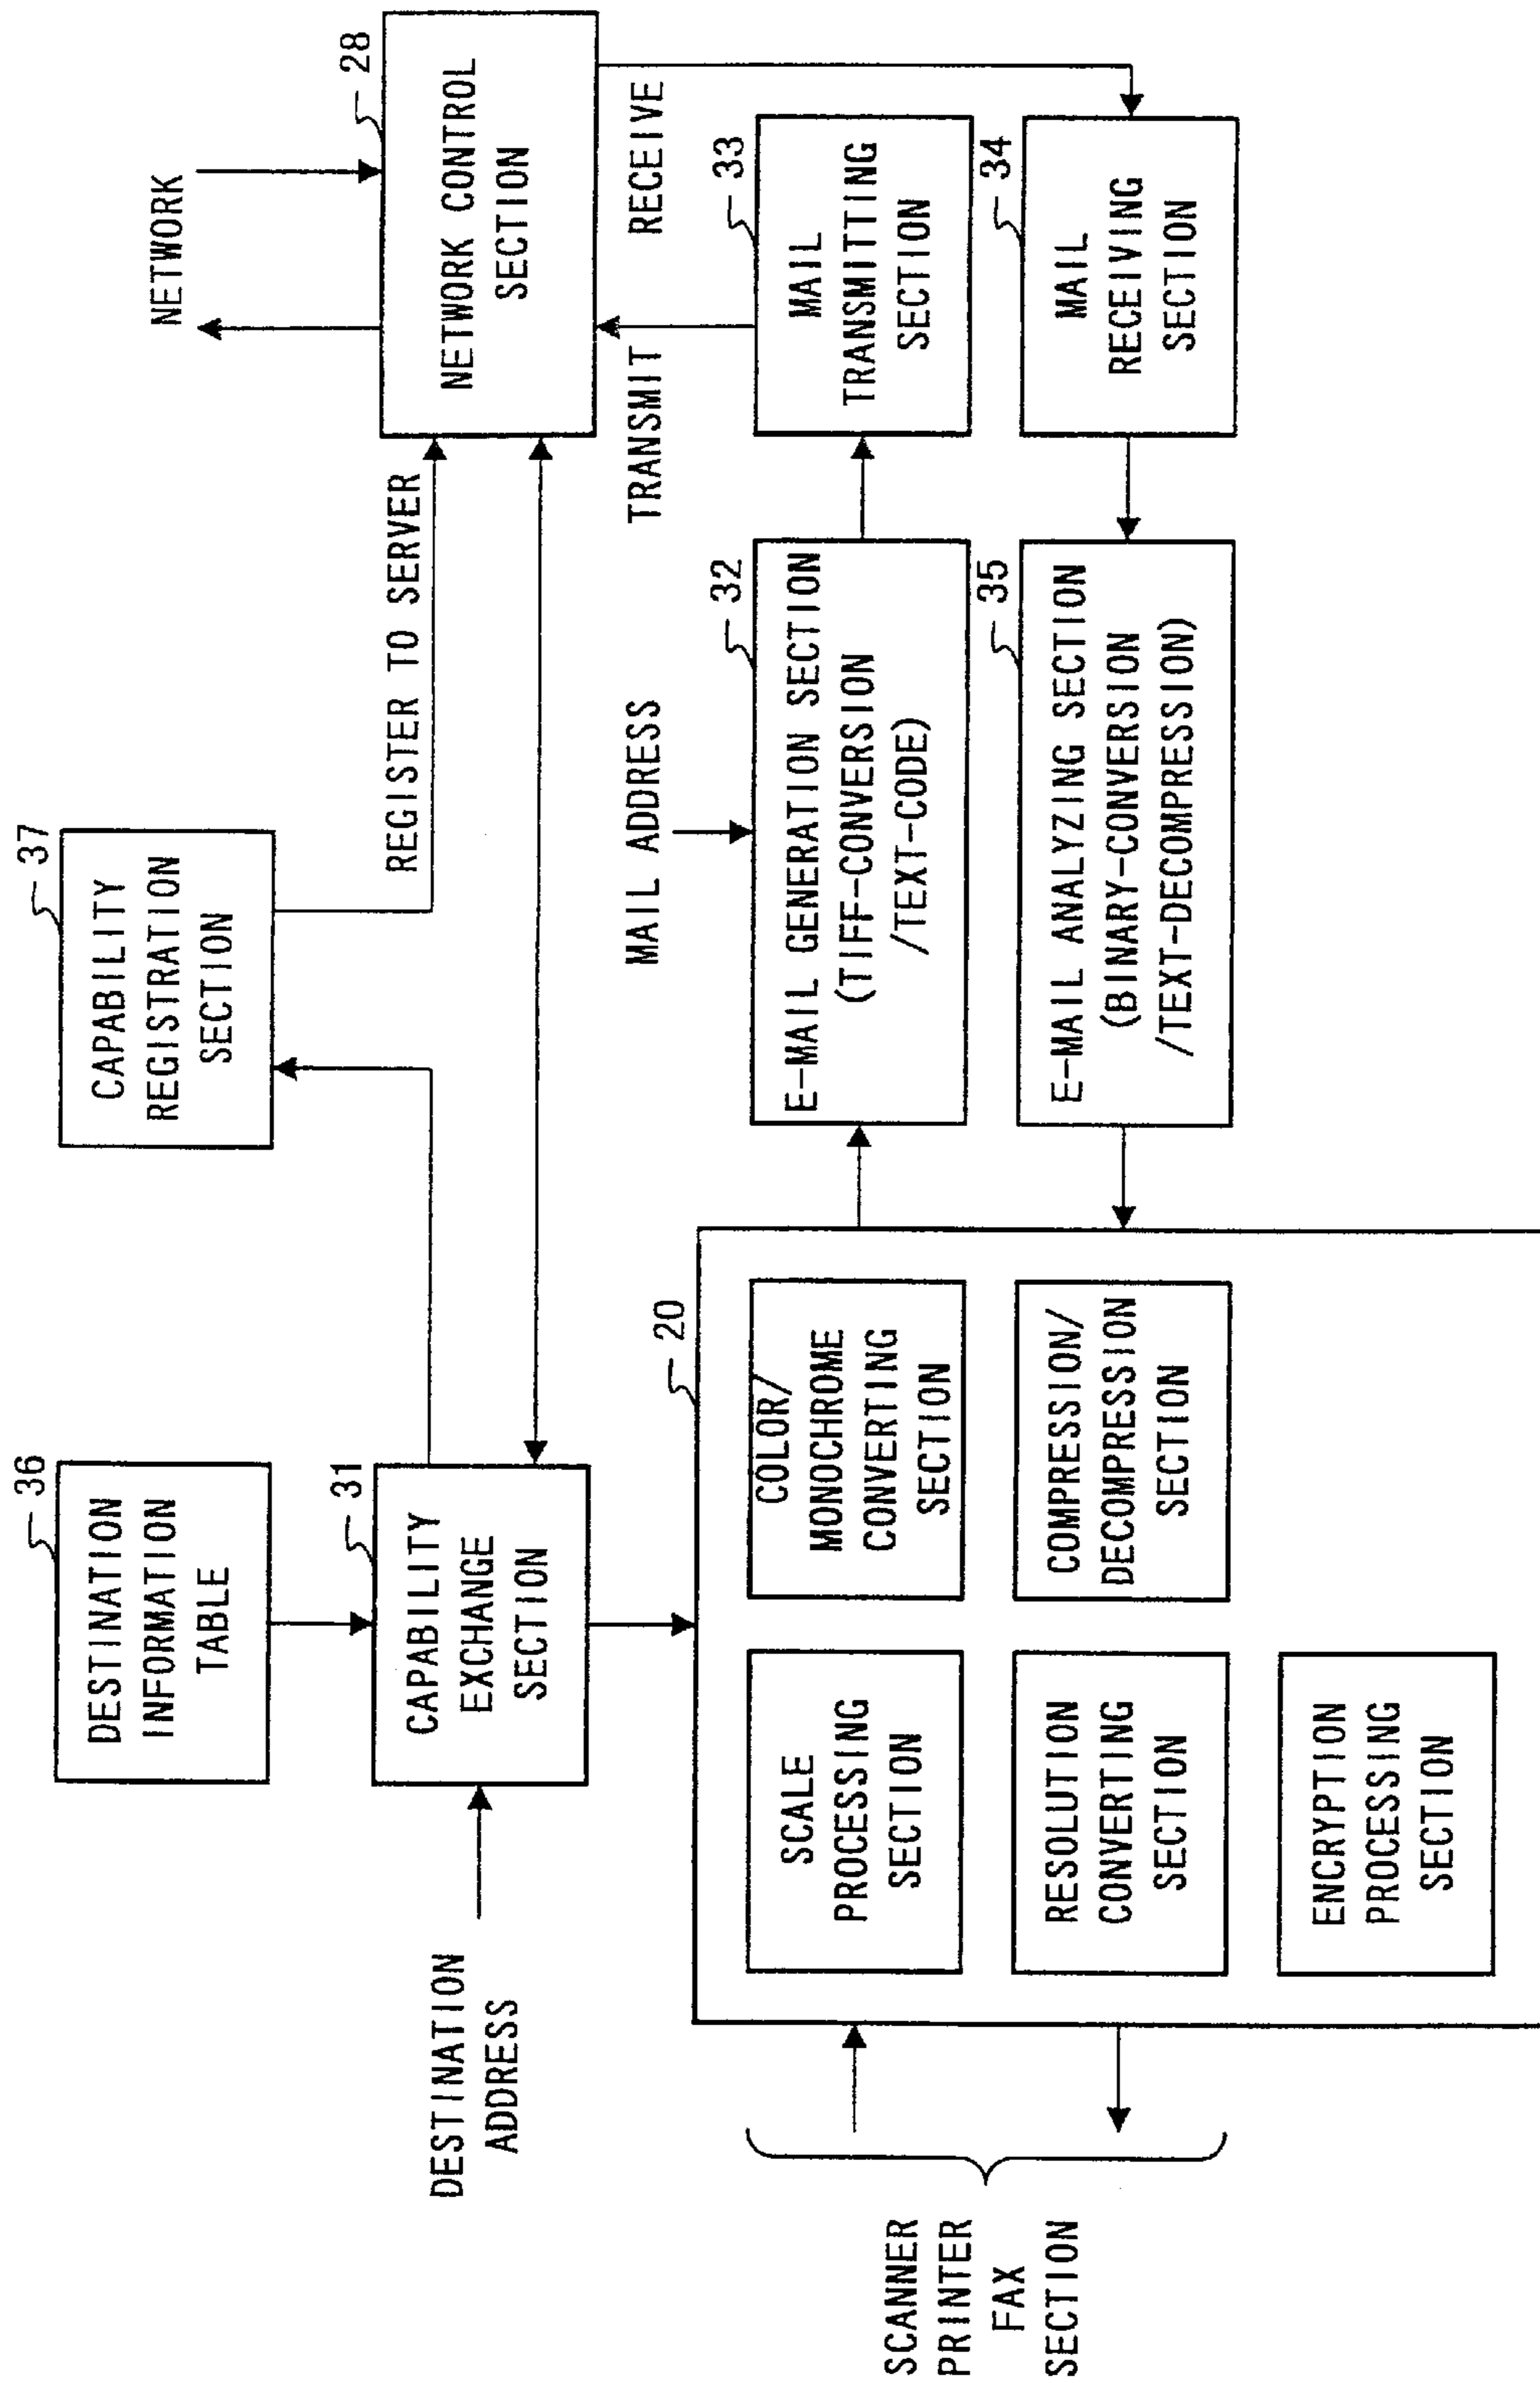 36
DESTINATION
INFORMATION
TABLE
37
CAPABILITY
REGISTRATION
SECTION
NETWORK
28
NETWORK CONTROL
SECTION
REGISTER TO SERVER
31
CAPABILITY
EXCHANGE
SECTION
DESTINATION
ADDRESS
TRANSMIT
RECEIVE
MAIL ADDRESS
20
SCALE
PROCESSING
SECTION
COLOR/
MONOCHROME
CONVERTING
SECTION
32
E-MAIL GENERATION SECTION
(TIFF-CONVERSION
/TEXT-CODE)
33
MAIL
TRANSMITTING
SECTION
SCANNER
PRINTER
FAX
SECTION
RESOLUTION
CONVERTING
SECTION
COMPRESSION/
DECOMPRESSION
SECTION
35
E-MAIL ANALYZING SECTION
(BINARY-CONVERSION
/TEXT-DECOMPRESSION)
34
MAIL
RECEIVING
SECTION
ENCRYPTION
PROCESSING
SECTION